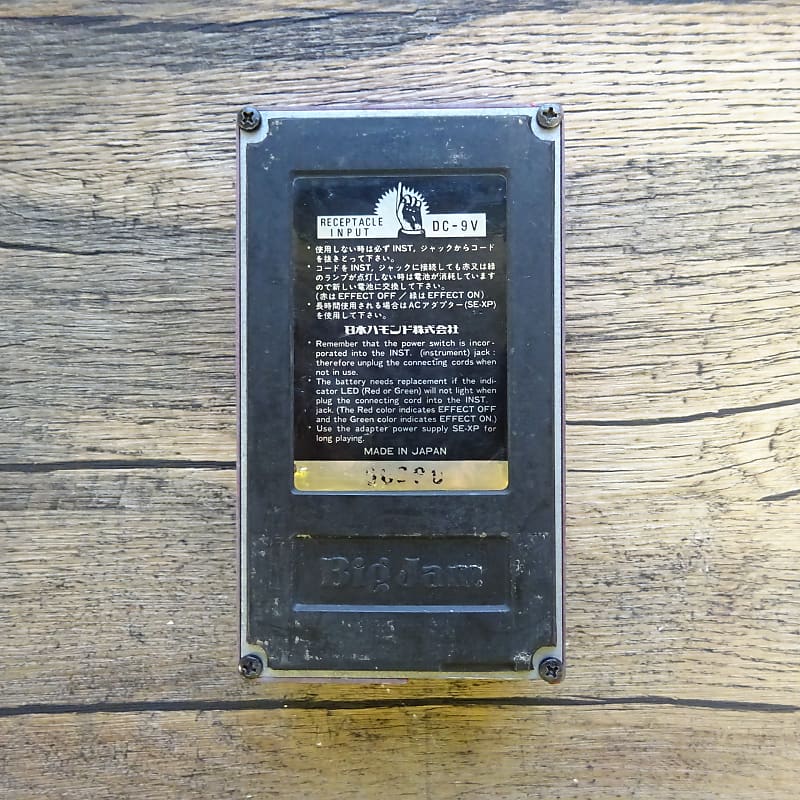 RECEPTACLE
INPUT
DC-9V
* 使用しない時は必ずINST, ジャックからコード
を抜きとって下さい。
* コードをINST, ジャックに接続しても赤又は緑
のランプが点灯しない時は電池が消耗しています
ので新しい電池に交換して下さい。
(赤はEFFECT OFF / 緑はEFFECT ON)
* 長時間使用される場合はACアダプター(SE-XP)
を使用して下さい。
日本ハモンド株式会社
* Remember that the power switch is incor-
porated into the INST. (instrument) jack :
therefore unplug the connecting cords when
not in use.
* The battery needs replacement if the indi-
cator LED (Red or Green) will not light when
plug the connecting cord into the INST.
jack. (The Red color indicates EFFECT OFF
and the Green color indicates EFFECT ON.)
* Use the adapter power supply SE-XP for
long playing.
MADE IN JAPAN
Big Jam